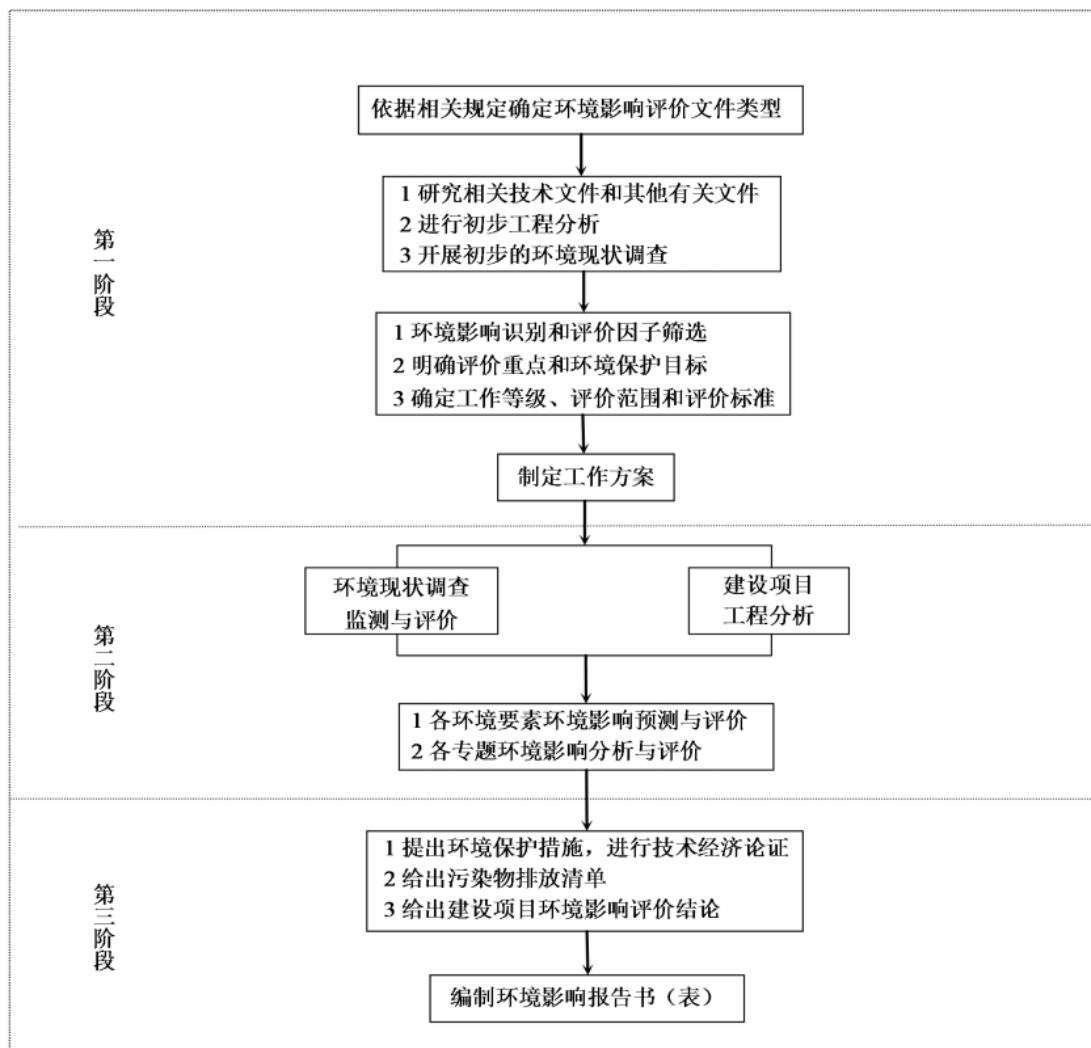 依据相关规定确定环境影响评价文件类型
1 研究相关技术文件和其他有关文件
2 进行初步工程分析
3 开展初步的环境现状调查
第一阶段
1 环境影响识别和评价因子筛选
2 明确评价重点和环境保护目标
3 确定工作等级、评价范围和评价标准
制定工作方案
环境现状调查
监测与评价
建设项目
工程分析
第二阶段
1 各环境要素环境影响预测与评价
2 各专题环境影响分析与评价
1 提出环境保护措施，进行技术经济论证
2 给出污染物排放清单
3 给出建设项目环境影响评价结论
第三阶段
编制环境影响报告书（表）